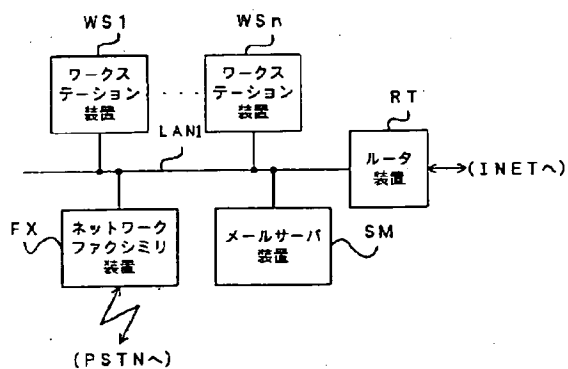 WS1
WSn
ワークス
テーション
装置
・・・・
ワークス
テーション
装置
RT
LAN1
ルータ
装置
(INETへ)
FX
ネットワーク
ファクシミリ
装置
メールサーバ
装置
SM
(PSTNへ)